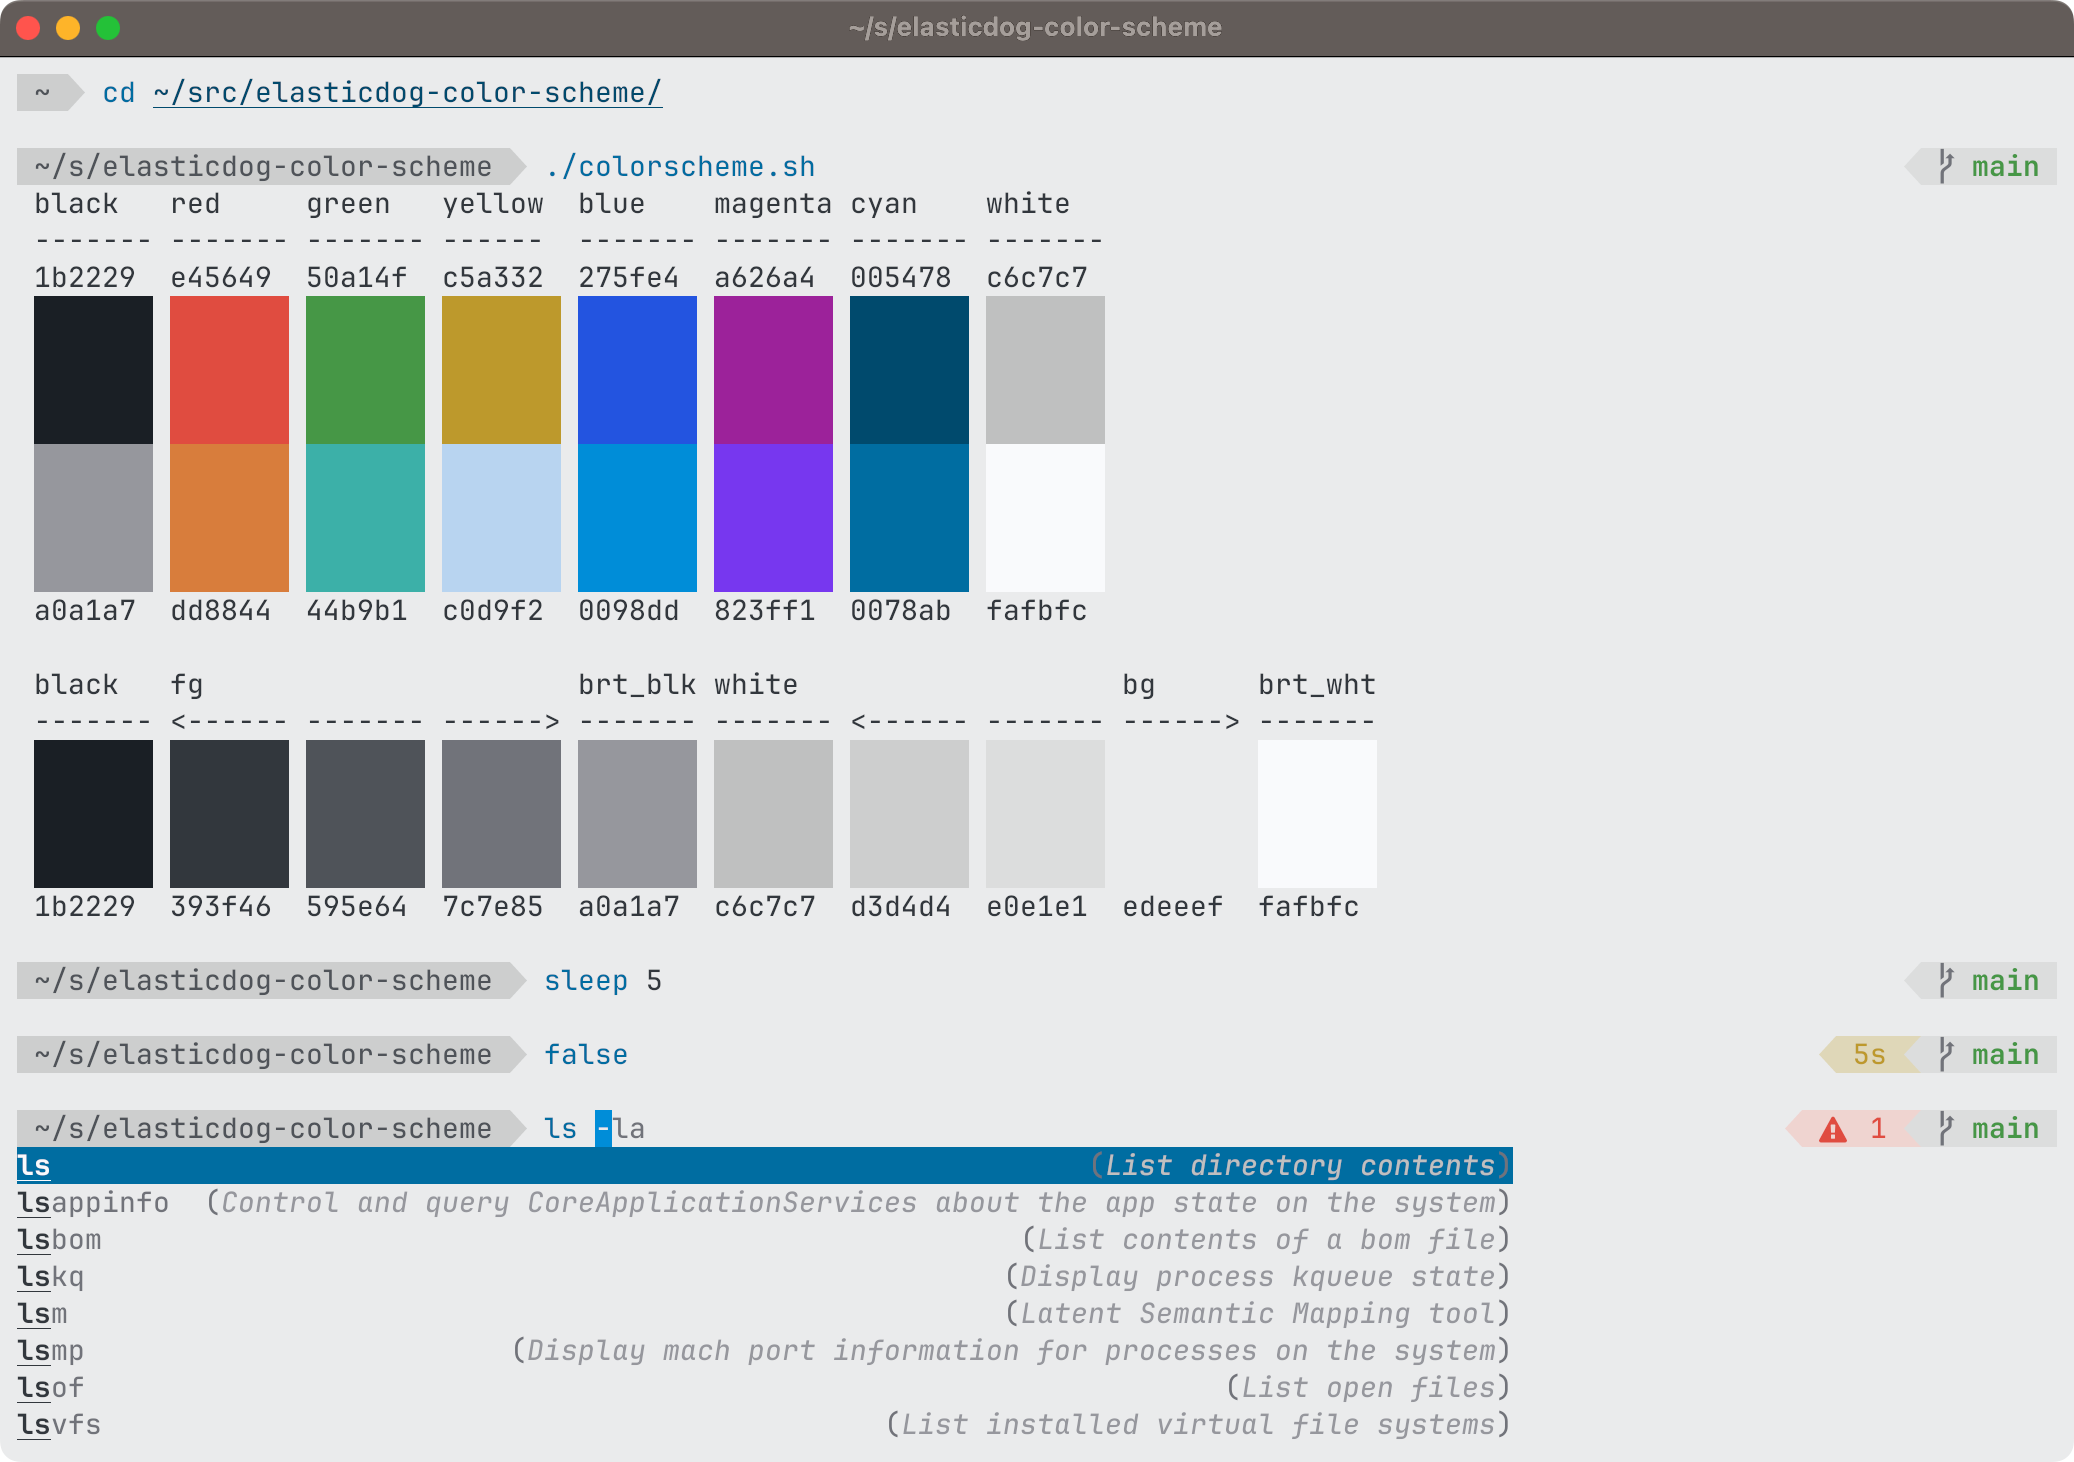 ~/s/elasticdog-color-scheme
~ cd ~/src/elasticdog-color-scheme/
~/s/elasticdog-color-scheme ./colorscheme.sh main
black red green yellow blue magenta cyan white
------- ------- ------- ------ ------- ------- ------- -------
1b2229 e45649 50a14f c5a332 275fe4 a626a4 005478 c6c7c7
a0a1a7 dd8844 44b9b1 c0d9f2 0098dd 823ff1 0078ab fafbfc
black fg brt_blk white bg brt_wht
------- <------ ------- ------> ------- ------- <------ ------- ------> -------
1b2229 393f46 595e64 7c7e85 a0a1a7 c6c7c7 d3d4d4 e0e1e1 edeeef fafbfc
~/s/elasticdog-color-scheme sleep 5 main
~/s/elasticdog-color-scheme false 5s main
~/s/elasticdog-color-scheme ls -la 1 main
ls (List directory contents)
lsappinfo (Control and query CoreApplicationServices about the app state on the system)
lsbom (List contents of a bom file)
lskq (Display process kqueue state)
lsm (Latent Semantic Mapping tool)
lsmp (Display mach port information for processes on the system)
lsof (List open files)
lsvfs (List installed virtual file systems)